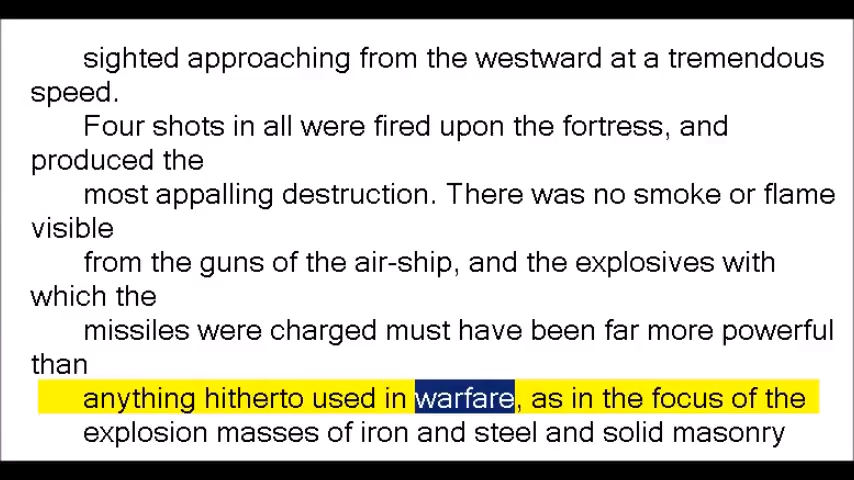 sighted approaching from the westward at a tremendous
speed.
Four shots in all were fired upon the fortress, and
produced the
most appalling destruction. There was no smoke or flame
visible
from the guns of the air-ship, and the explosives with
which the
missiles were charged must have been far more powerful
than
anything hitherto used in warfare, as in the focus of the
explosion masses of iron and steel and solid masonry